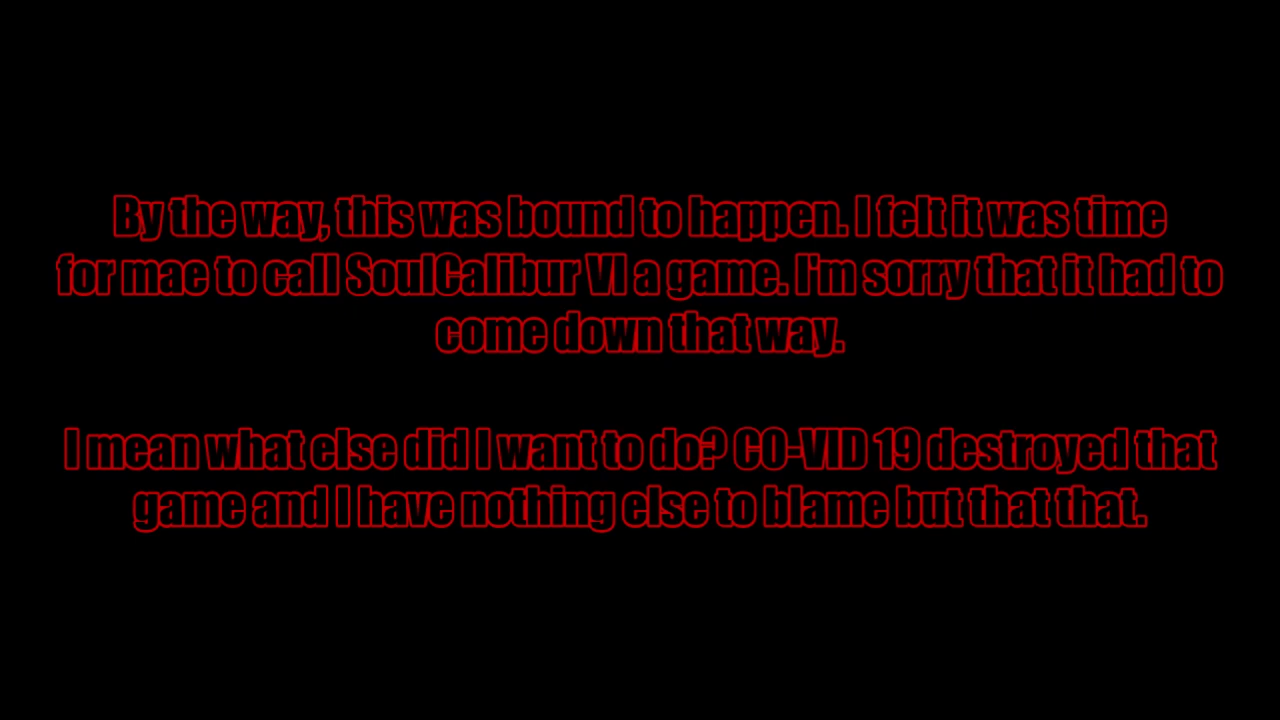 By the way, this was bound to happen. I felt it was time
for mae to call SoulCalibur VI a game. I'm sorry that it had to
come down that way.
I mean what else did I want to do? CO-VID 19 destroyed that
game and I have nothing else to blame but that that.